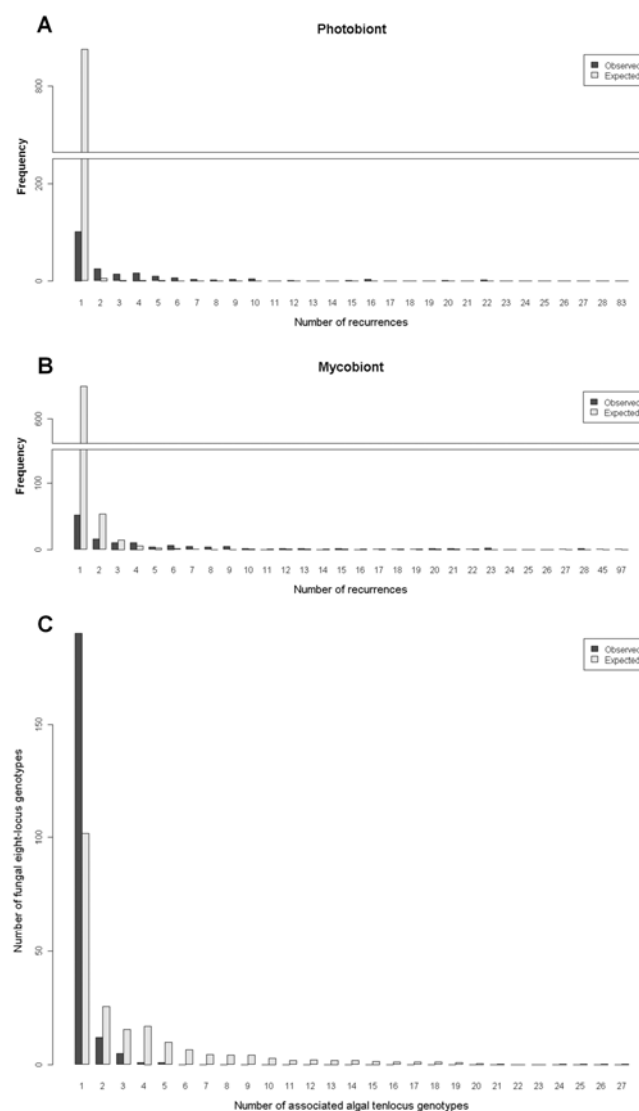 A
Photobiont
Observed
Expected
800
200
0
Frequency
1 2 3 4 5 6 7 8 9 10 11 12 13 14 15 16 17 18 19 20 22 24 25 26 27 28 83
Number of recurrences
B
Mycobiont
Observed
Expected
600
100
0
Frequency
1 2 3 4 5 6 7 8 9 10 11 12 13 14 15 16 17 18 19 20 21 22 23 24 25 26 27 28 45 97
Number of recurrences
C
Observed
Expected
150
100
50
0
Number of fungal eight-locus genotypes
1 2 3 4 5 6 7 8 9 10 11 12 13 14 15 16 17 18 19 20 21 22 23 24 26 27
Number of associated algal tenlocus genotypes